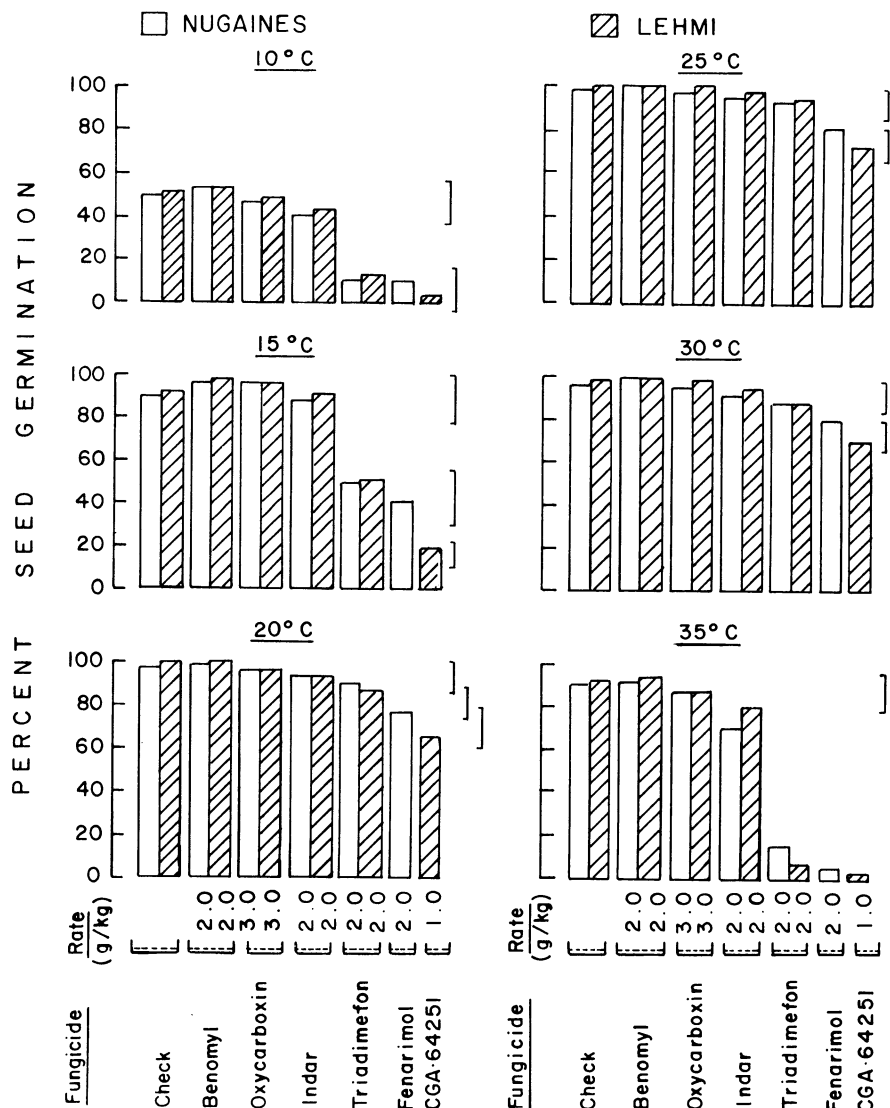 NUGAINES
LEHMI
PERCENT SEED GERMINATION
10°C
100
80
60
40
20
0
25°C
15°C
100
80
60
40
20
0
30°C
20°C
100
80
60
40
20
0
35°C
Rate (g/kg)
2.0
2.0
3.0
3.0
2.0
2.0
2.0
2.0
2.0
1.0
Rate (g/kg)
2.0
2.0
3.0
3.0
2.0
2.0
2.0
2.0
2.0
1.0
Fungicide
Check
Benomyl
Oxycarboxin
Indar
Triadimefon
Fenarimol
CGA-64251
Fungicide
Check
Benomyl
Oxycarboxin
Indar
Triadimefon
Fenarimol
CGA-64251